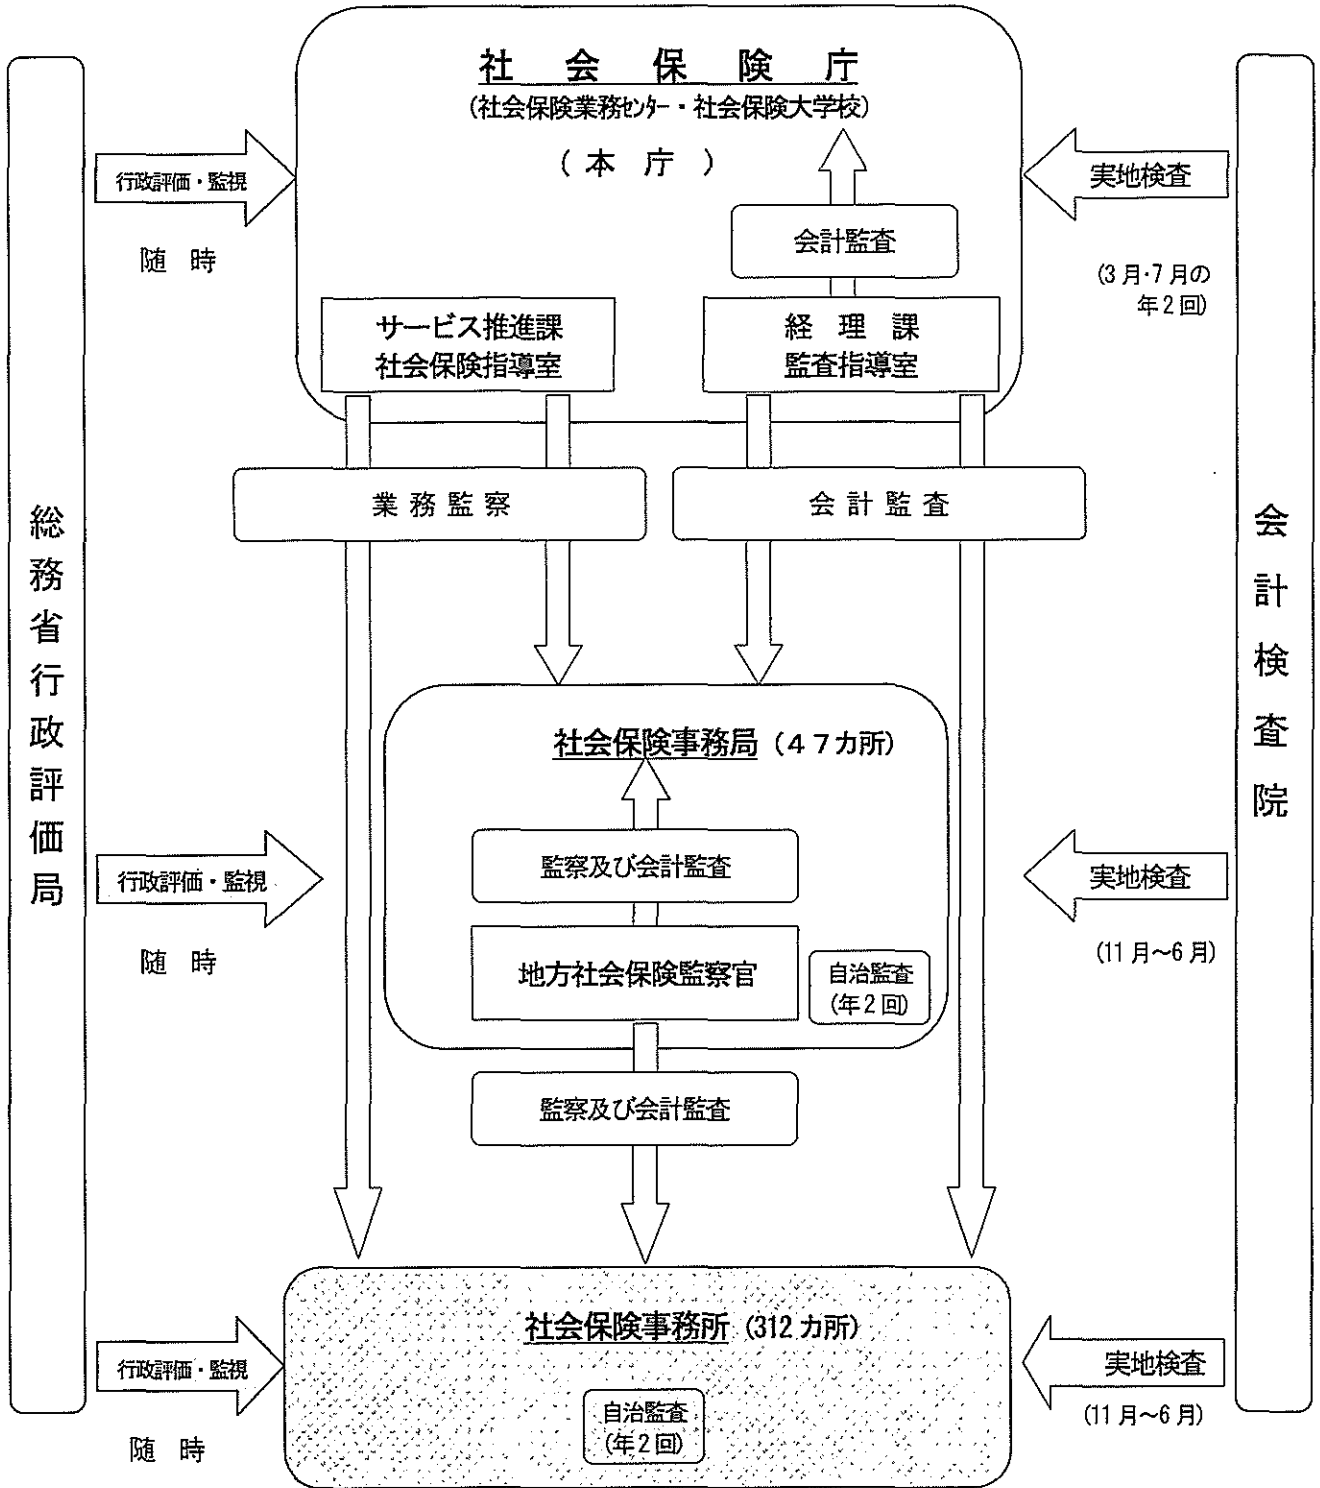 社会保険庁
(社会保険業務センター・社会保険大学校)
(本庁)
会計監査
サービス推進課
社会保険指導室
経理課
監査指導室
行政評価・監視
随時
実地検査
(3月・7月の
年2回)
業務監察
会計監査
総務省行政評価局
会計検査院
社会保険事務局(47カ所)
監察及び会計監査
地方社会保険監察官
自治監査
(年2回)
行政評価・監視
随時
実地検査
(11月~6月)
監察及び会計監査
社会保険事務所(312カ所)
自治監査
(年2回)
行政評価・監視
随時
実地検査
(11月~6月)